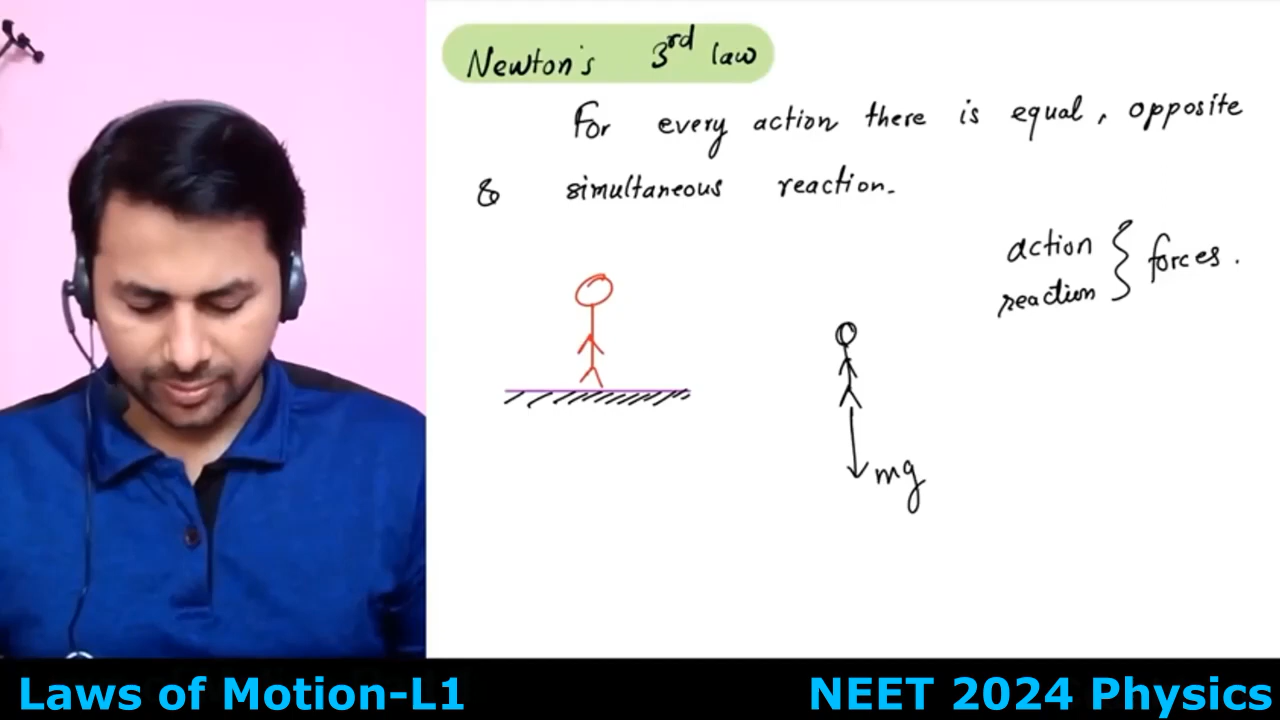 Newton's 3rd law
For every action there is equal, opposite
& simultaneous reaction.
action
reaction } forces.
mg
Laws of Motion-L1
NEET 2024 Physics